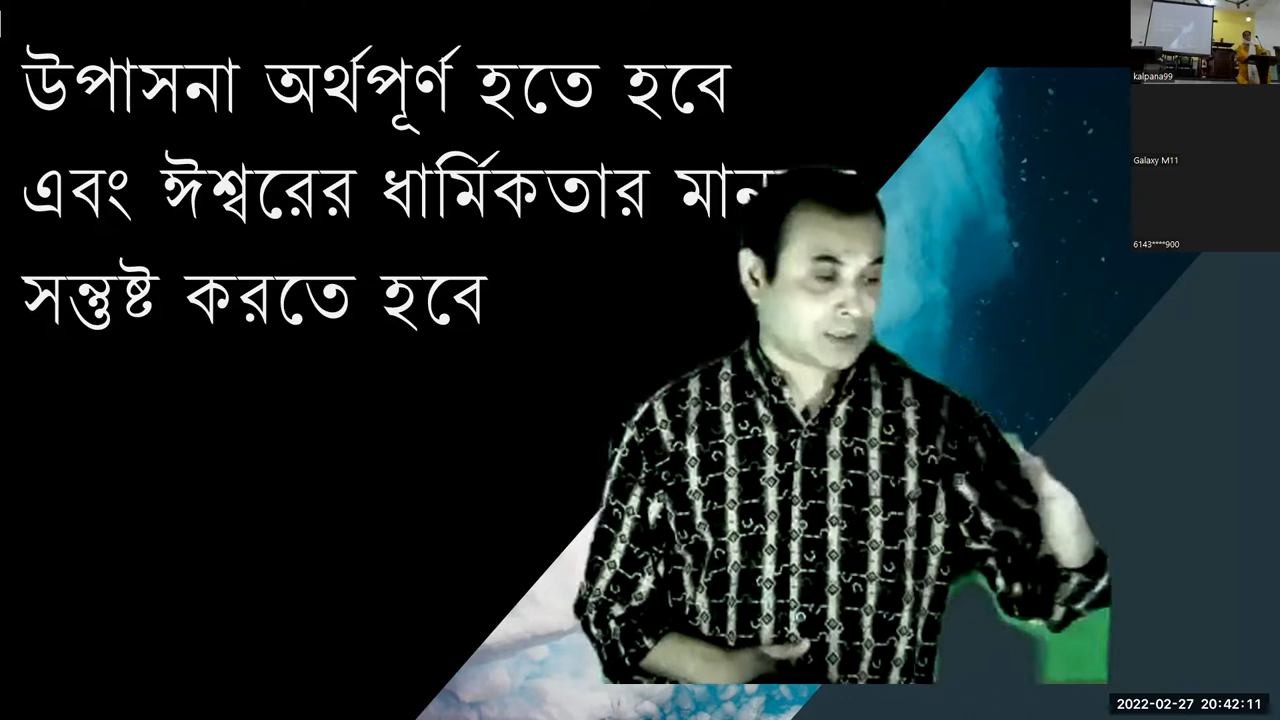 উপাসনা অর্থপূর্ণ হতে হবে
এবং ঈশ্বরের ধার্মিকতার
সন্তুষ্ট করতে হবে
kalpana99
Galaxy M11
6143****900
2022-02-27 20:42:11